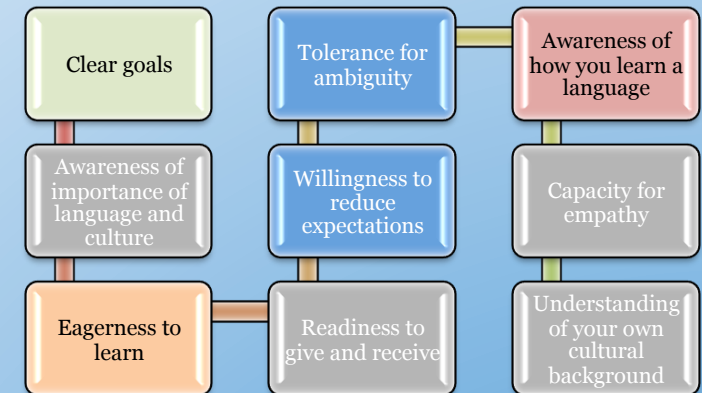 Clear goals
Awareness of
importance of
language and
culture
Eagerness to
learn
Readiness to
give and receive
Willingness to
reduce
expectations
Tolerance for
ambiguity
Awareness of
how you learn a
language
Capacity for
empathy
Understanding
of your own
cultural
background